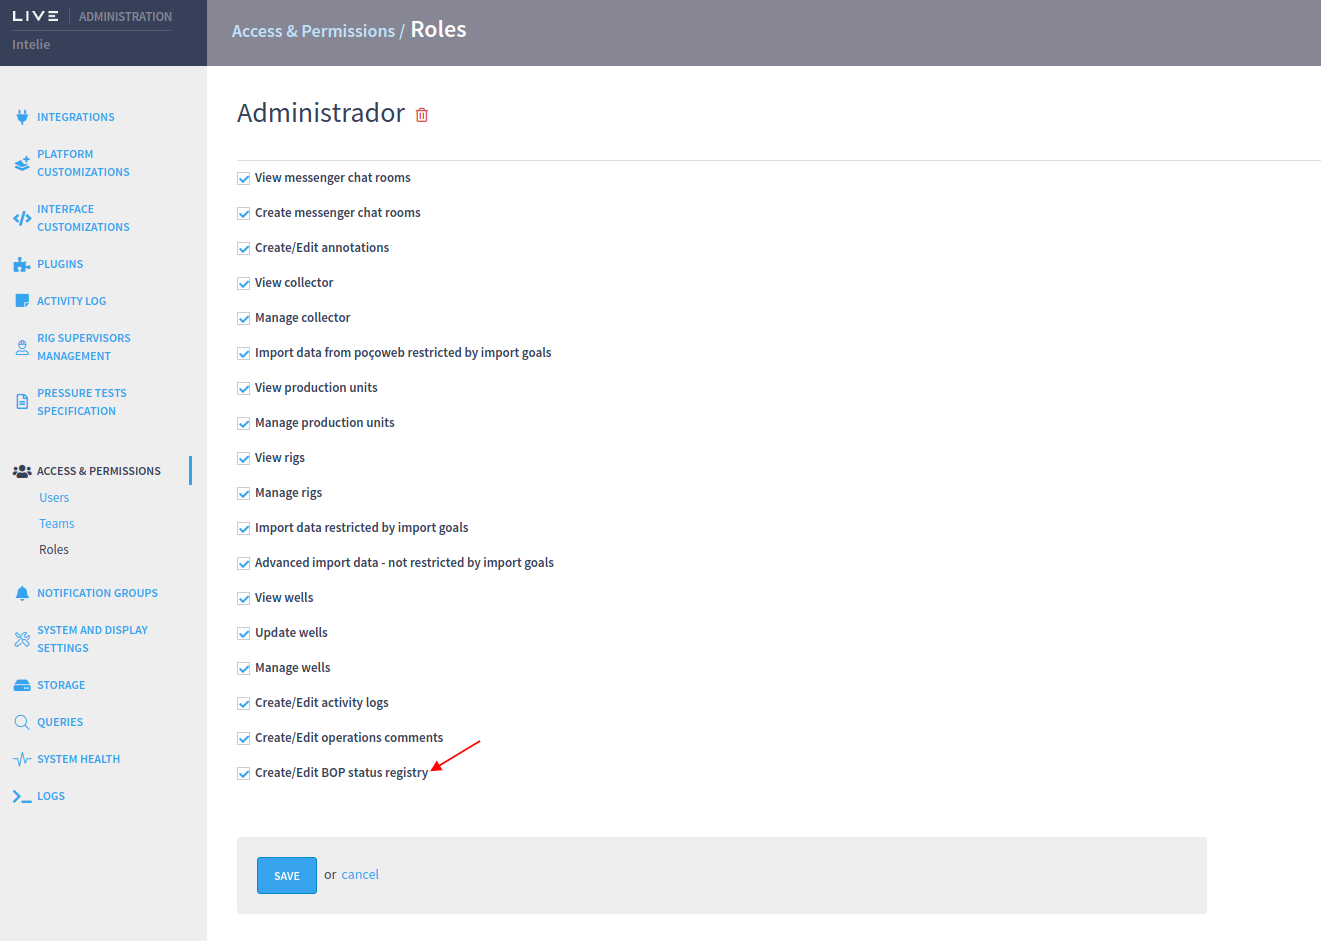 LIVE ADMINISTRATION
Intelie
Access & Permissions / Roles
INTEGRATIONS
PLATFORM
CUSTOMIZATIONS
INTERFACE
CUSTOMIZATIONS
PLUGINS
ACTIVITY LOG
RIG SUPERVISORS
MANAGEMENT
PRESSURE TESTS
SPECIFICATION
ACCESS & PERMISSIONS
Users
Teams
Roles
NOTIFICATION GROUPS
SYSTEM AND DISPLAY
SETTINGS
STORAGE
QUERIES
SYSTEM HEALTH
LOGS
Administrador
View messenger chat rooms
Create messenger chat rooms
Create/Edit annotations
View collector
Manage collector
Import data from poçoweb restricted by import goals
View production units
Manage production units
View rigs
Manage rigs
Import data restricted by import goals
Advanced import data - not restricted by import goals
View wells
Update wells
Manage wells
Create/Edit activity logs
Create/Edit operations comments
Create/Edit BOP status registry
SAVE or cancel